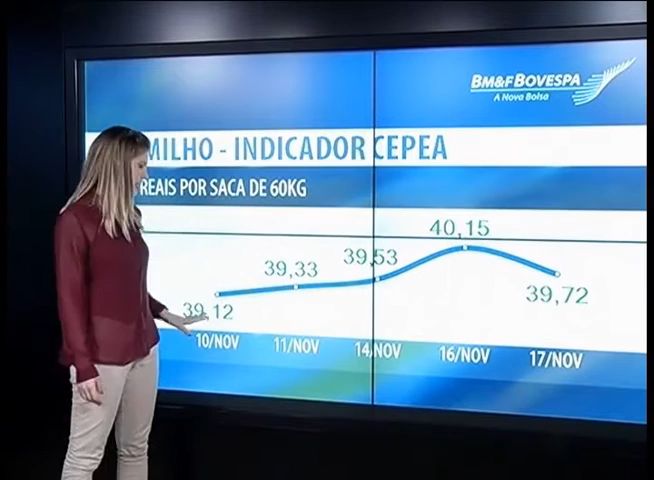 BM&FBOVESPA
A Nova Bolsa
MILHO - INDICADOR CEPEA
REAIS POR SACA DE 60KG
39,12
39,33
39,53
40,15
39,72
10/NOV
11/NOV
14/NOV
16/NOV
17/NOV